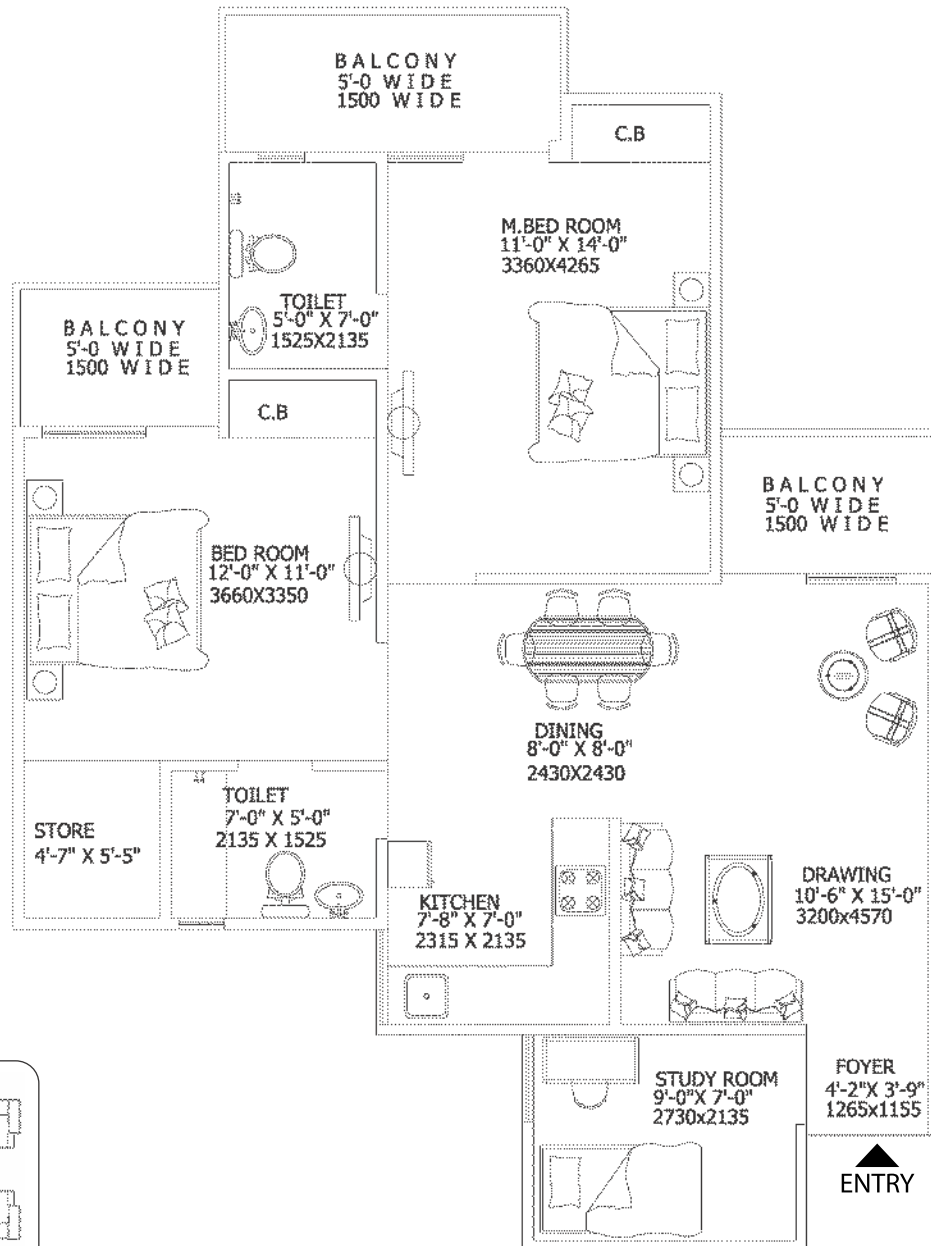 BALCONY
5'-0 WIDE
1500 WIDE
C.B
M.BED ROOM
11'-0" X 14'-0"
3360X4265
TOILET
5'-0" X 7'-0"
1525X2135
BALCONY
5'-0 WIDE
1500 WIDE
C.B
BALCONY
5'-0 WIDE
1500 WIDE
BED ROOM
12'-0" X 11'-0"
3660X3350
DINING
8'-0" X 8'-0"
2430X2430
TOILET
7'-0" X 5'-0"
2135 X 1525
STORE
4'-7" X 5'-5"
KITCHEN
7'-8" X 7'-0"
2315 X 2135
DRAWING
10'-6" X 15'-0"
3200x4570
STUDY ROOM
9'-0"X 7'-0"
2730x2135
FOYER
4'-2"X 3'-9"
1265x1155
ENTRY